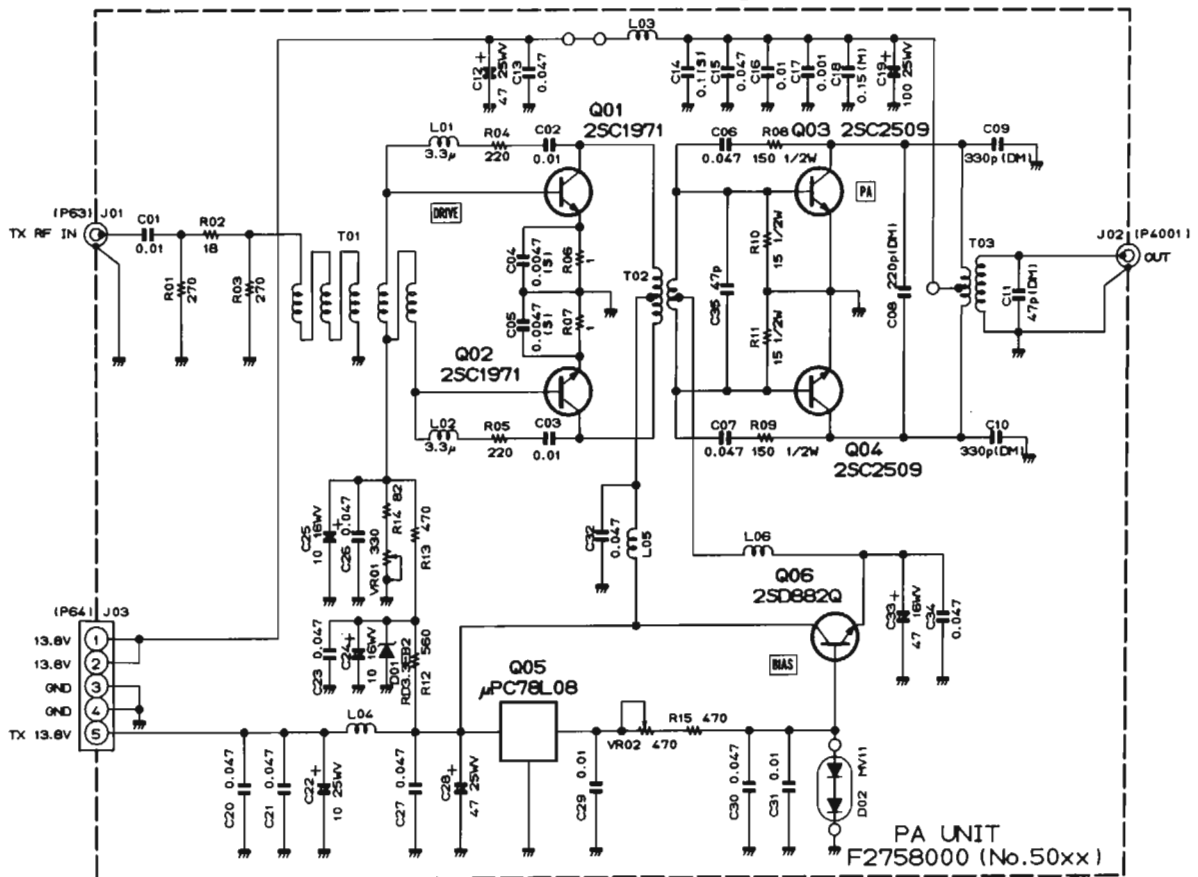 L03
C12 47 25WV
+
C13 0.047
C14 0.1(S)
C15 0.047
C16 0.01
C17 0.001
C18 0.15(M)
C19 100 25WV
+
Q01
2SC1971
L01
3.3μ
R04
220
C02
0.01
C06
0.047
R08
150 1/2W
Q03 2SC2509
C09
330p(DM)
DRIVE
PA
(P63) J01
TX RF IN
C01
0.01
R02
18
R01 270
R03 270
T01
C04 0.0047 (S)
R06 1
C05 0.0047 (S)
R07 1
T02
C35 47p
R10 15 1/2W
R11 15 1/2W
C08 220p(DM)
T03
C11 47p(DM)
J02 (P4001)
OUT
Q02
2SC1971
L02
3.3μ
R05
220
C03
0.01
C07
0.047
R09
150 1/2W
Q04
2SC2509
C10
330p(DM)
C25 10 16WV
+
C26 0.047
R14 82
VR01 330
R13 470
C32 0.047
L05
L06
Q06
2SD882Q
C33 47 16WV
+
C34 0.047
BIAS
(P64) J03
13.8V 1
13.8V 2
GND 3
GND 4
TX 13.8V 5
C23 0.047
C24 10 16WV
+
D01 RD3.3EB2
R12 560
L04
Q05
μPC78L08
VR02 470
R15 470
C20 0.047
C21 0.047
C22 10 25WV
+
C27 0.047
C28 47 25WV
+
C29 0.01
C30 0.047
C31 0.01
D02 MV11
PA UNIT
F2758000 (No.50xx)